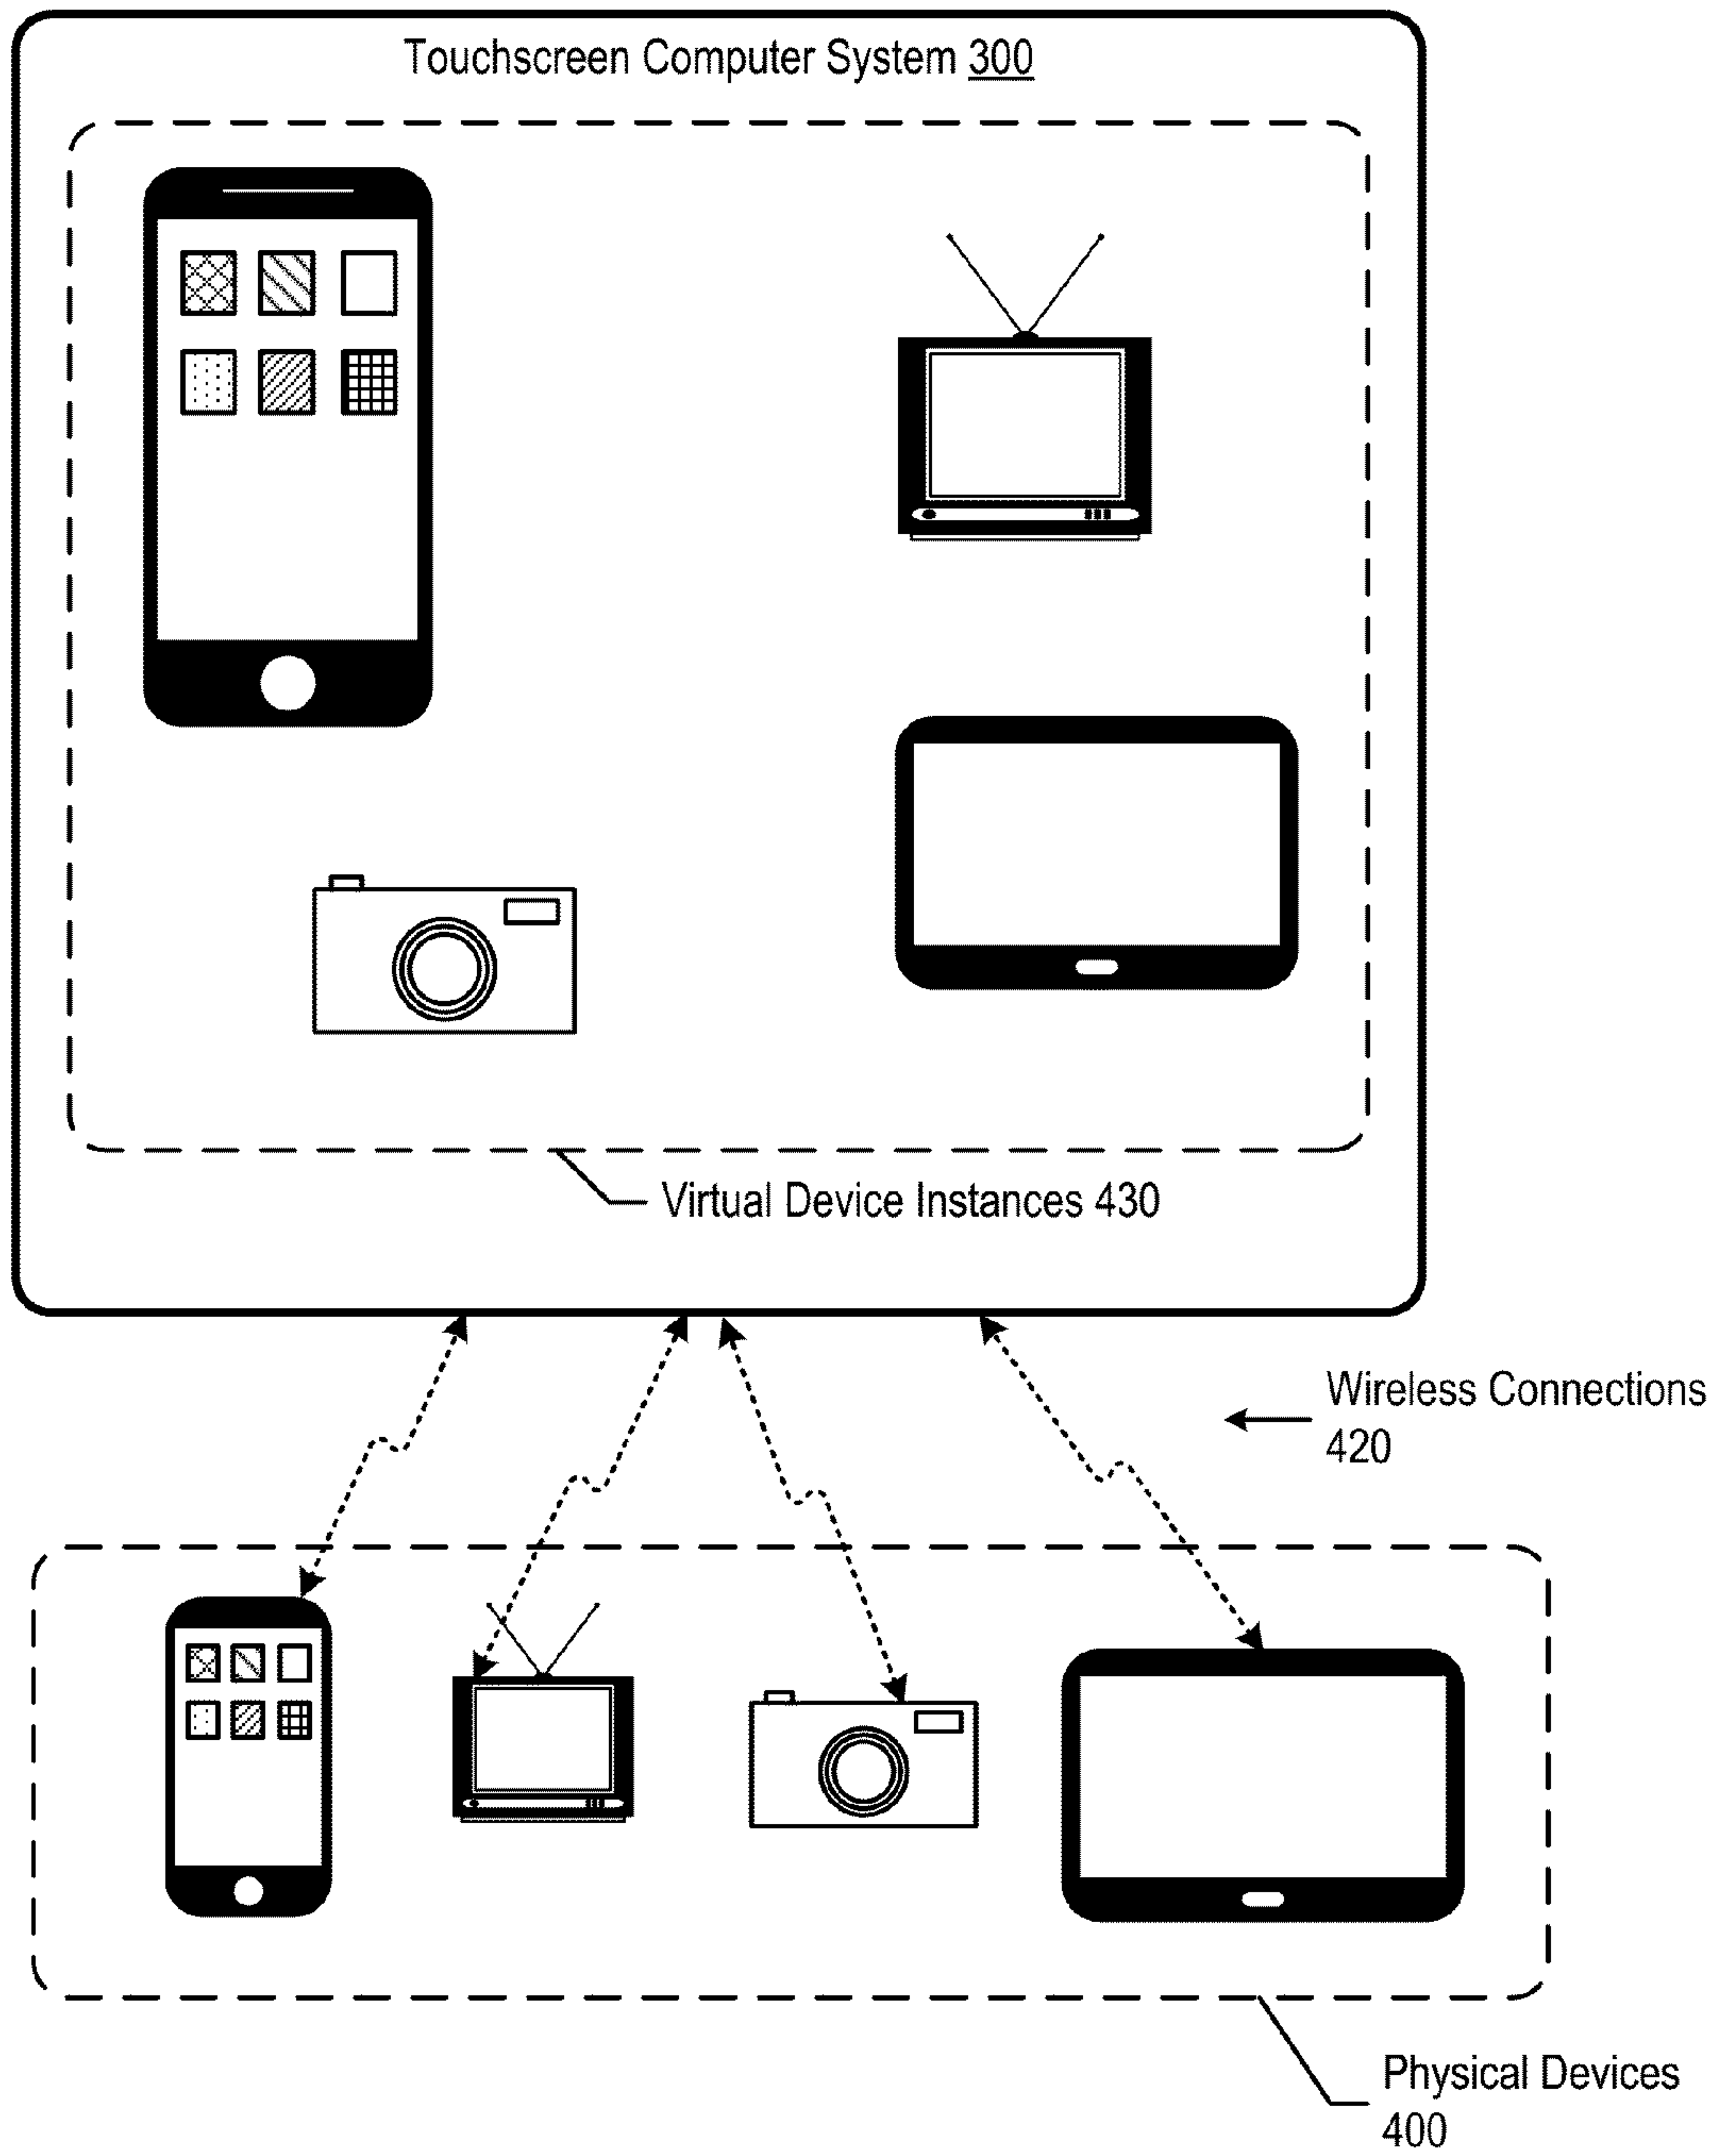 Touchscreen Computer System 300
Virtual Device Instances 430
Wireless Connections
420
Physical Devices
400